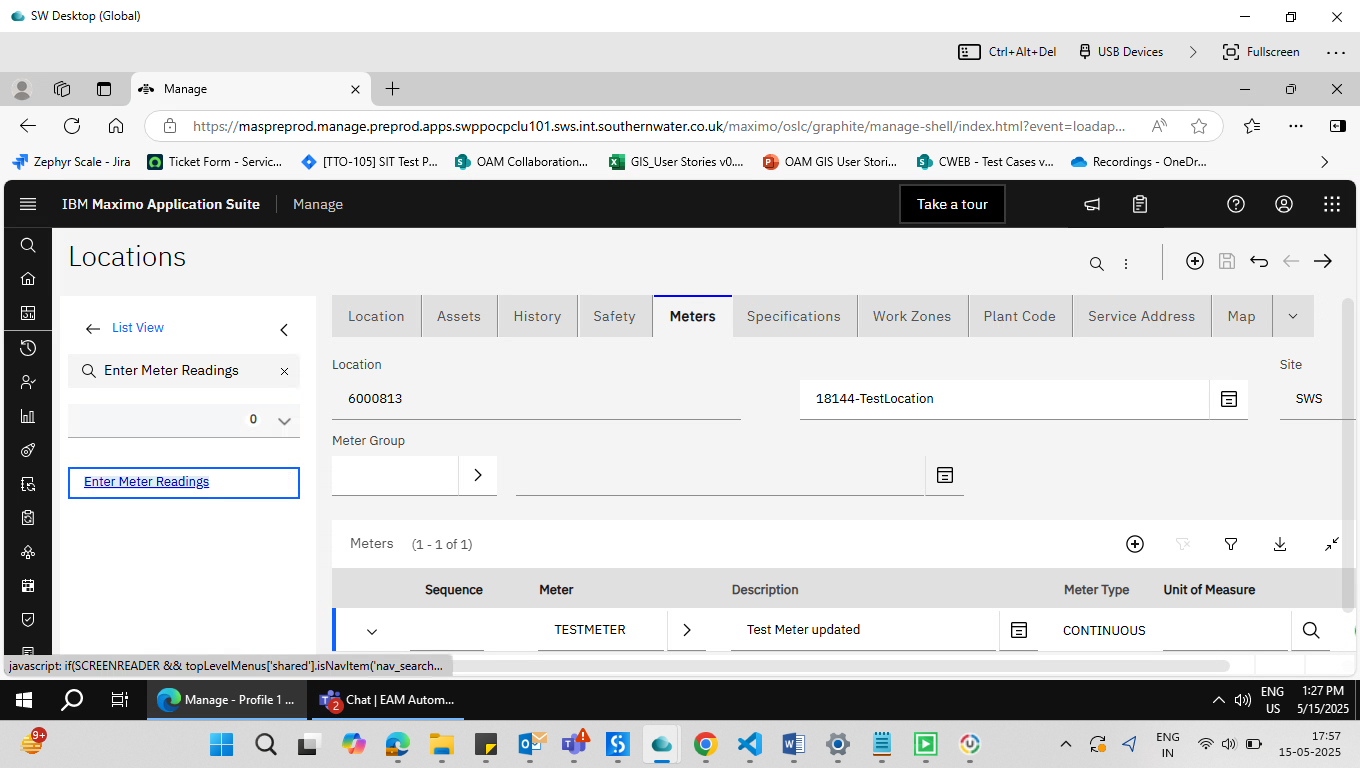 SW Desktop (Global)
Ctrl+Alt+Del USB Devices Fullscreen
Manage
https://maspreprod.manage.preprod.apps.swppocpclu101.sws.int.southernwater.co.uk/maximo/oslc/graphite/manage-shell/index.html?event=loadap...
Zephyr Scale - Jira Ticket Form - Servic... [TTO-105] SIT Test P... OAM Collaboration... GIS_User Stories v0.... OAM GIS User Stori... CWEB - Test Cases v... Recordings - OneDr...
IBM Maximo Application Suite Manage Take a tour
Locations
List View
Enter Meter Readings
0
Enter Meter Readings
Location Assets History Safety Meters Specifications Work Zones Plant Code Service Address Map
Location Site
6000813 18144-TestLocation SWS
Meter Group
Meters (1 - 1 of 1)
Sequence Meter Description Meter Type Unit of Measure
TESTMETER Test Meter updated CONTINUOUS
javascript: if(SCREENREADER && topLevelMenus['shared'].isNavItem('nav_search...
Manage - Profile 1 ... 2 Chat | EAM Autom... ENG
US 1:27 PM
5/15/2025
9+ ENG
IN 17:57
15-05-2025